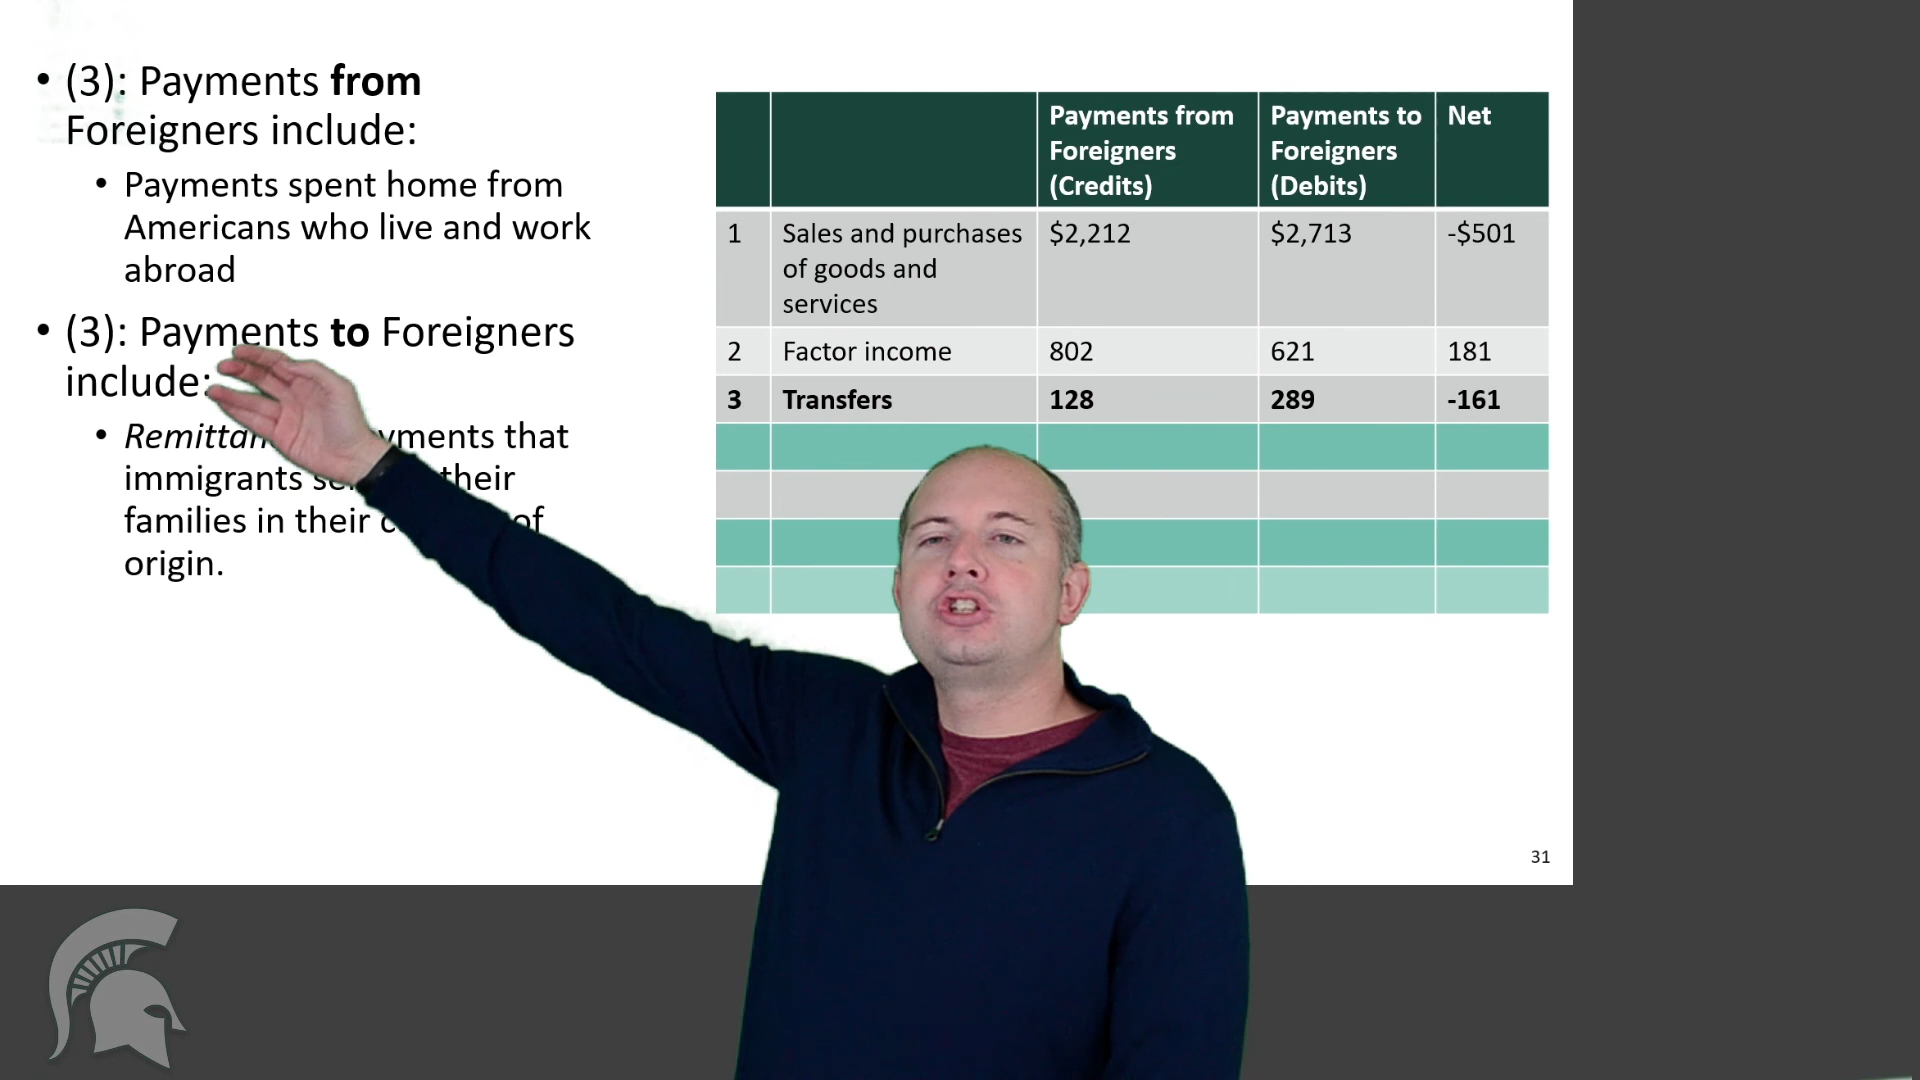 • (3): Payments from
Foreigners include:
• Payments spent home from
Americans who live and work
abroad
• (3): Payments to Foreigners
include:
• Remittan yments that
immigrants se their
families in their c of
origin.
Payments from
Foreigners
(Credits)
Payments to
Foreigners
(Debits)
Net
1 Sales and purchases $2,212 $2,713 -$501
of goods and
services
2 Factor income 802 621 181
3 Transfers 128 289 -161
31